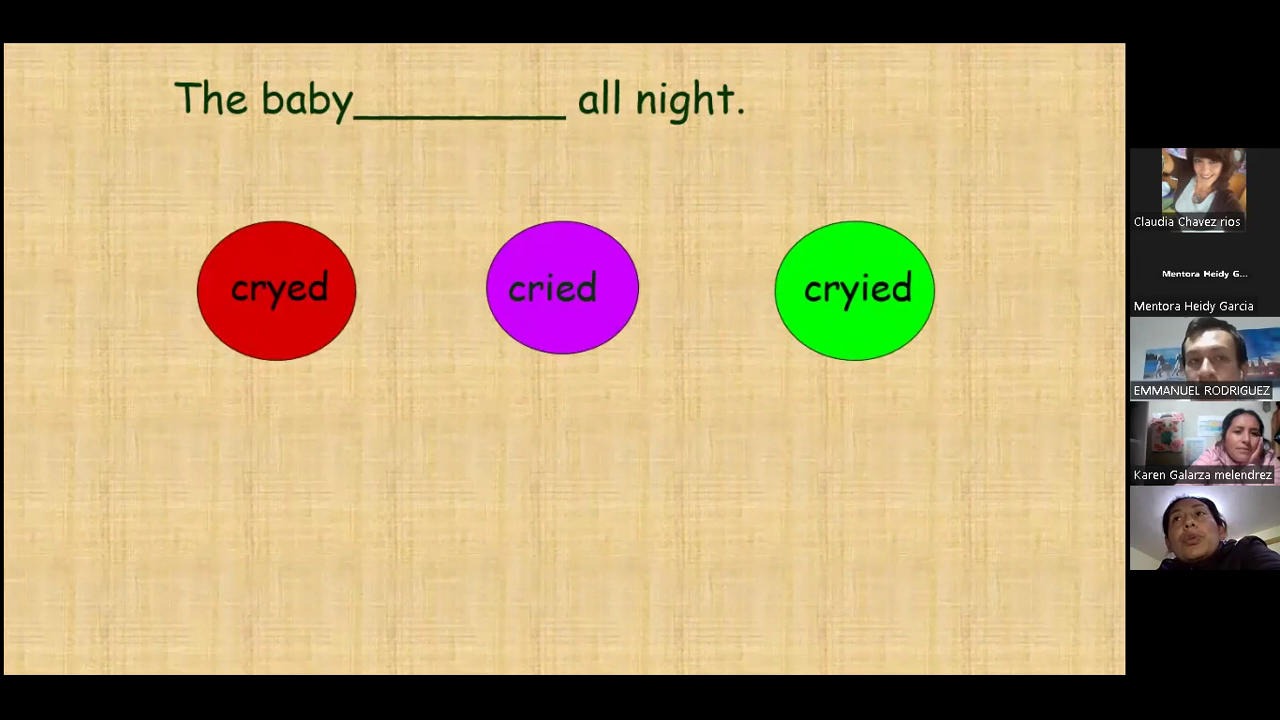 The baby________ all night.
cryed
cried
cryied
Claudia Chavez rios
Mentora Heidy G...
Mentora Heidy Garcia
EMMANUEL RODRIGUEZ
Karen Galarza melendrez